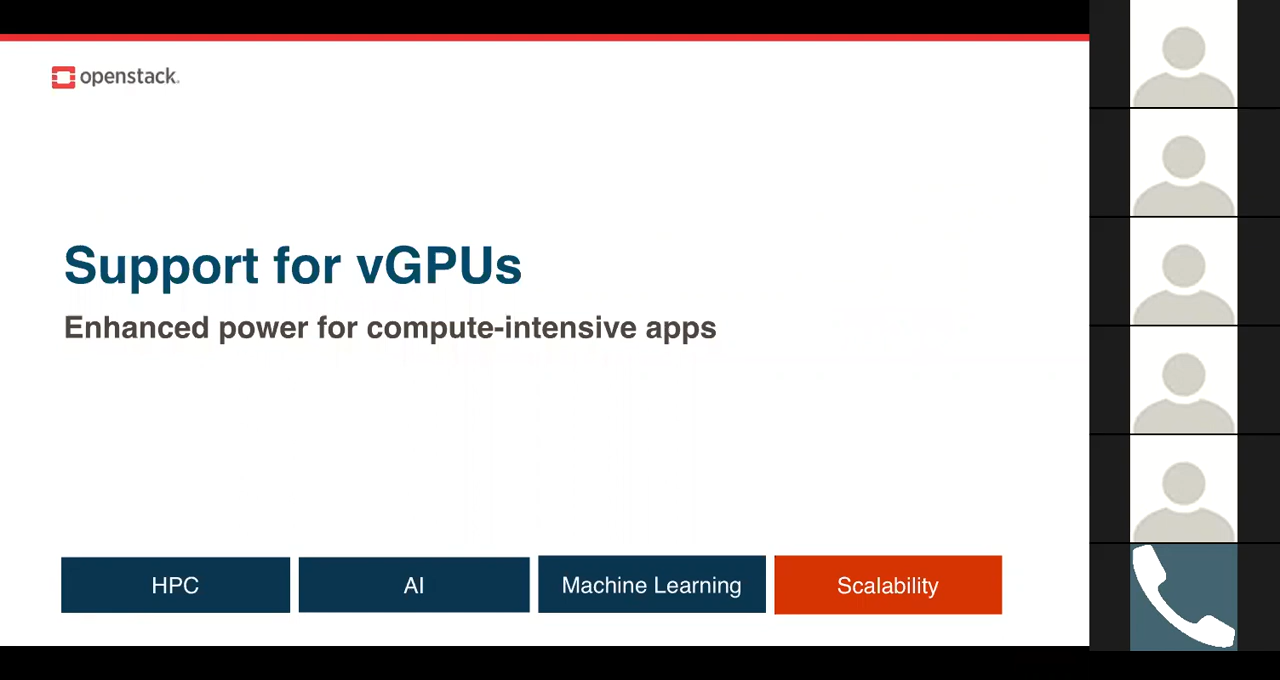 openstack.
Support for vGPUs
Enhanced power for compute-intensive apps
HPC
AI
Machine Learning
Scalability